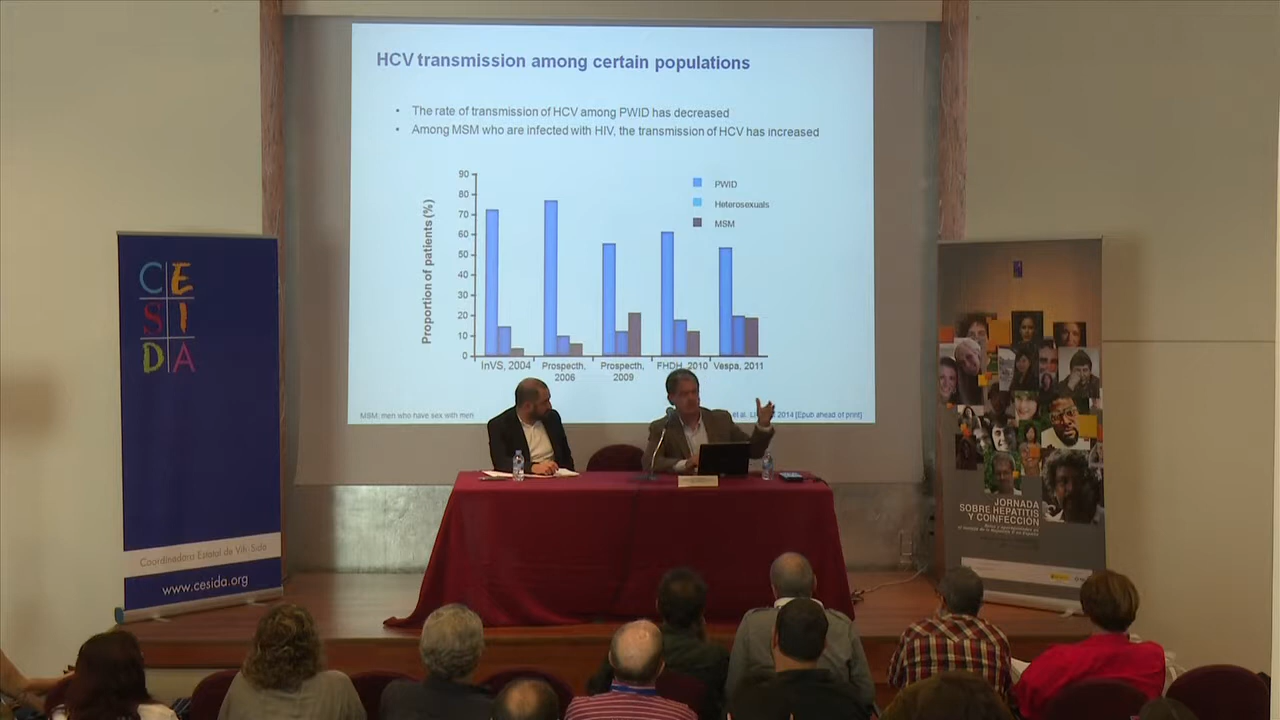 HCV transmission among certain populations
• The rate of transmission of HCV among PWID has decreased
• Among MSM who are infected with HIV, the transmission of HCV has increased
Proportion of patients (%)
90
80
70
60
50
40
30
20
10
0
PWID
Heterosexuals
MSM
InVS, 2004
Prospecth, 2006
Prospecth, 2009
FHDH, 2010
Vespa, 2011
MSM, men who have sex with men
et al. 2014 [Epub ahead of print]
CE
SI
DA
Coordinadora Estatal de Vih-Sida
www.cesida.org
JORNADA
SOBRE HEPATITIS
Y COINFECCIÓN